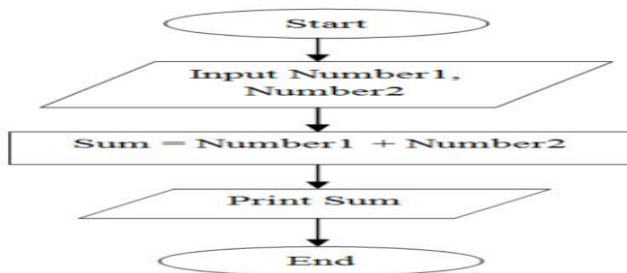 Start
Input Number1,
Number2
Sum = Number1 + Number2
Print Sum
End